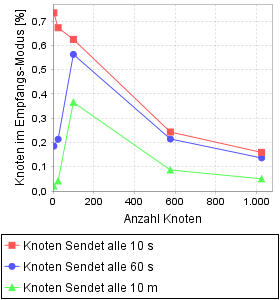 Knoten im Empfangs-Modus [%]
0,7
0,6
0,5
0,4
0,3
0,2
0,1
0,0
0 200 400 600 800 1.000
Anzahl Knoten
Knoten Sendet alle 10 s
Knoten Sendet alle 60 s
Knoten Sendet alle 10 m